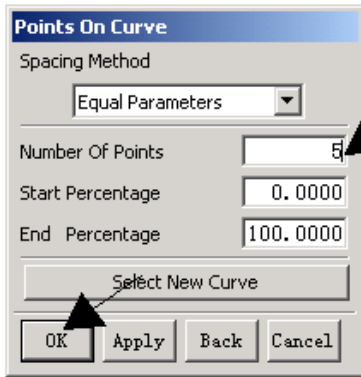 Points On Curve
Spacing Method
Equal Parameters
Number Of Points 5
Start Percentage 0.0000
End Percentage 100.0000
Select New Curve
OK Apply Back Cancel